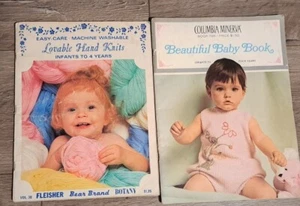 EASY-CARE MACHINE WASHABLE
Lovable Hand Knits
INFANTS TO 4 YEARS
FLEISHER Bear Brand BOTANY
COLUMBIA MINERVA
Beautiful Baby Book